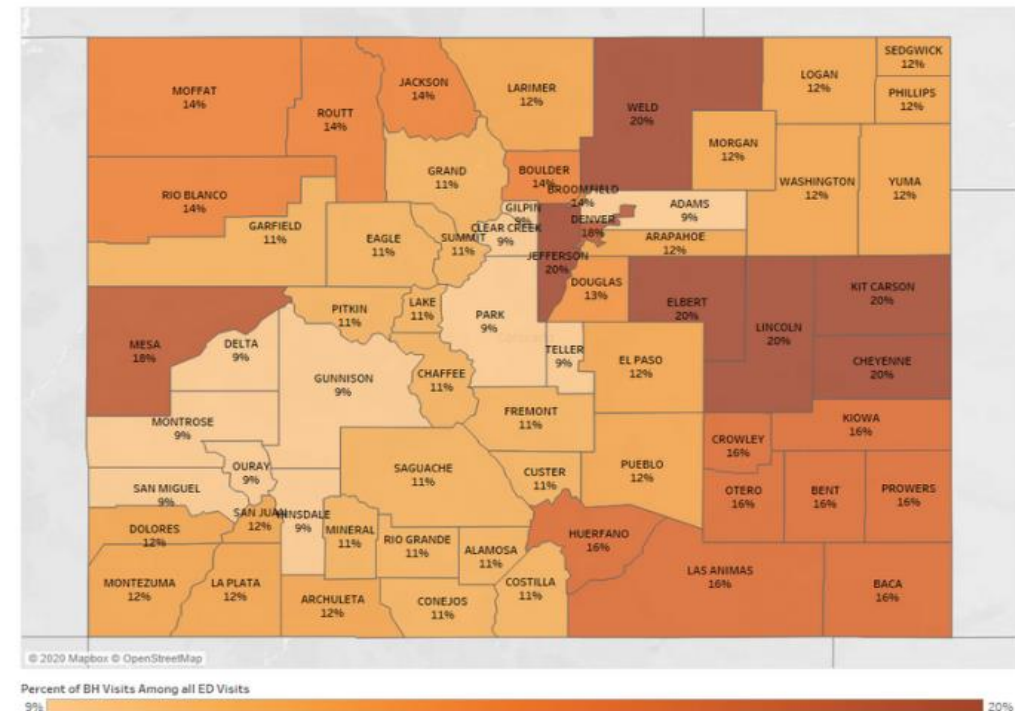 SEDGWICK
12%
LOGAN
12%
PHILLIPS
12%
MOFFAT
14%
JACKSON
14%
LARIMER
12%
ROUTT
14%
WELD
20%
MORGAN
12%
GRAND
11%
BOULDER
14%
WASHINGTON
12%
YUMA
12%
RIO BLANCO
14%
BROOMFIELD
14%
GILPIN
9%
ADAMS
9%
GARFIELD
11%
EAGLE
11%
SUMMIT
11%
CLEAR CREEK
9%
DENVER
18%
ARAPAHOE
12%
JEFFERSON
20%
DOUGLAS
13%
ELBERT
20%
LINCOLN
20%
KIT CARSON
20%
CHEYENNE
20%
MESA
18%
DELTA
9%
PITKIN
11%
LAKE
11%
PARK
9%
TELLER
9%
EL PASO
12%
GUNNISON
9%
CHAFFEE
11%
FREMONT
11%
MONTROSE
9%
KIOWA
16%
CROWLEY
16%
OURAY
9%
SAGUACHE
11%
CUSTER
11%
PUEBLO
12%
OTERO
16%
BENT
16%
PROWERS
16%
SAN MIGUEL
9%
SAN JUAN
12%
HINSDALE
9%
DOLORES
12%
MINERAL
11%
RIO GRANDE
11%
ALAMOSA
11%
HUERFANO
16%
LAS ANIMAS
16%
BACA
16%
MONTEZUMA
12%
LA PLATA
12%
ARCHULETA
12%
CONEJOS
11%
COSTILLA
11%
© 2020 Mapbox © OpenStreetMap
Percent of BH Visits Among all ED Visits
9% 20%